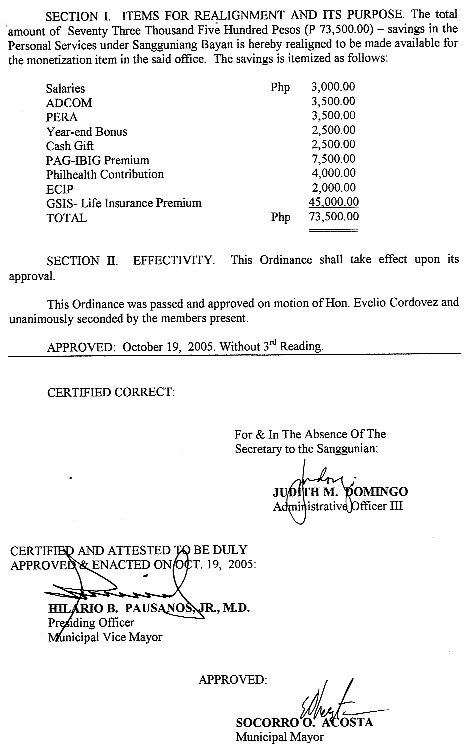 SECTION I. ITEMS FOR REALIGNMENT AND ITS PURPOSE. The total
amount of Seventy Three Thousand Five Hundred Pesos (P 73,500.00) – savings in the
Personal Services under Sangguniang Bayan is hereby realigned to be made available for
the monetization item in the said office. The savings is itemized as follows:
Salaries Php 3,000.00
ADCOM 3,500.00
PERA 3,500.00
Year-end Bonus 2,500.00
Cash Gift 2,500.00
PAG-IBIG Premium 7,500.00
Philhealth Contribution 4,000.00
ECIP 2,000.00
GSIS- Life Insurance Premium 45,000.00
TOTAL Php 73,500.00
SECTION II. EFFECTIVITY. This Ordinance shall take effect upon its
approval.
This Ordinance was passed and approved on motion of Hon. Evelio Cordovez and
unanimously seconded by the members present.
APPROVED: October 19, 2005. Without 3rd Reading.
CERTIFIED CORRECT:
For & In The Absence Of The
Secretary to the Sanggunian:
JUDITH M. DOMINGO
Administrative Officer III
CERTIFIED AND ATTESTED TO BE DULY
APPROVED & ENACTED ON OCT. 19, 2005:
HILARIO B. PAUSANOS, JR., M.D.
Presiding Officer
Municipal Vice Mayor
APPROVED:
SOCORRO O. ACOSTA
Municipal Mayor